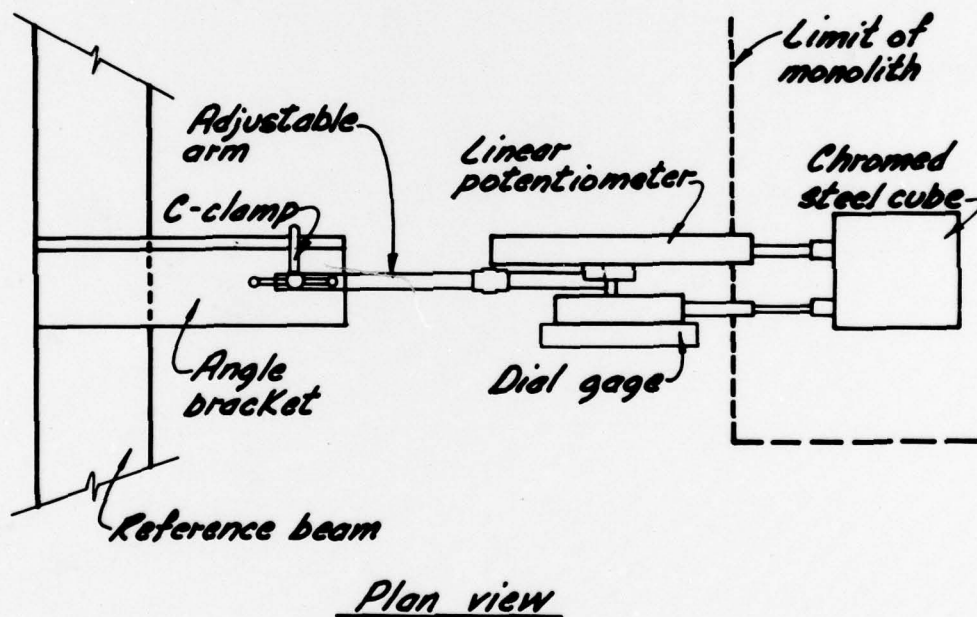 Limit of
monolith
Adjustable
arm
Linear
potentiometer
Chromed
steel cube
C-clamp
Angle
bracket
Dial gage
Reference beam
Plan view